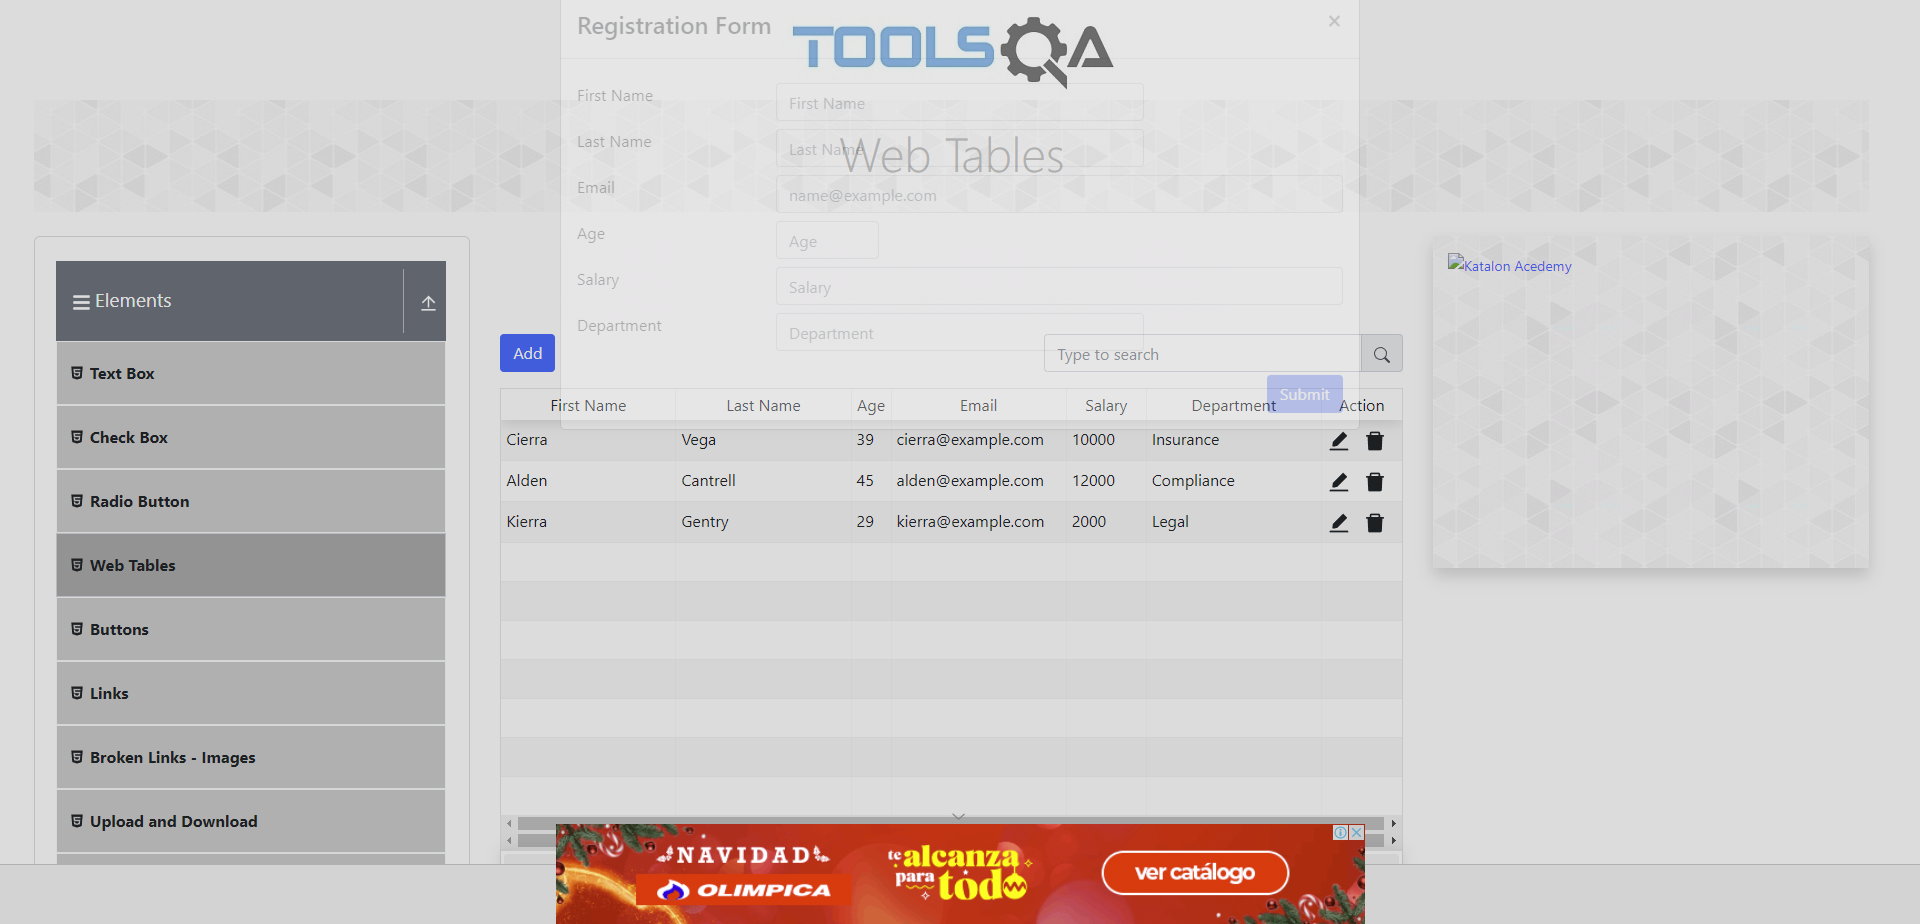 Registration Form
×
TOOLSQA
First Name
First Name
Last Name
Last Name
Web Tables
Email
name@example.com
Age
Age
Salary
Salary
Department
Department
Katalon Acedemy
Elements
Text Box
Check Box
Radio Button
Web Tables
Buttons
Links
Broken Links - Images
Upload and Download
Add
Type to search
Submit
First Name Last Name Age Email Salary Department Action
Cierra Vega 39 cierra@example.com 10000 Insurance
Alden Cantrell 45 alden@example.com 12000 Compliance
Kierra Gentry 29 kierra@example.com 2000 Legal
NAVIDAD
OLIMPICA
te
alcanza
para
todo
ver catálogo